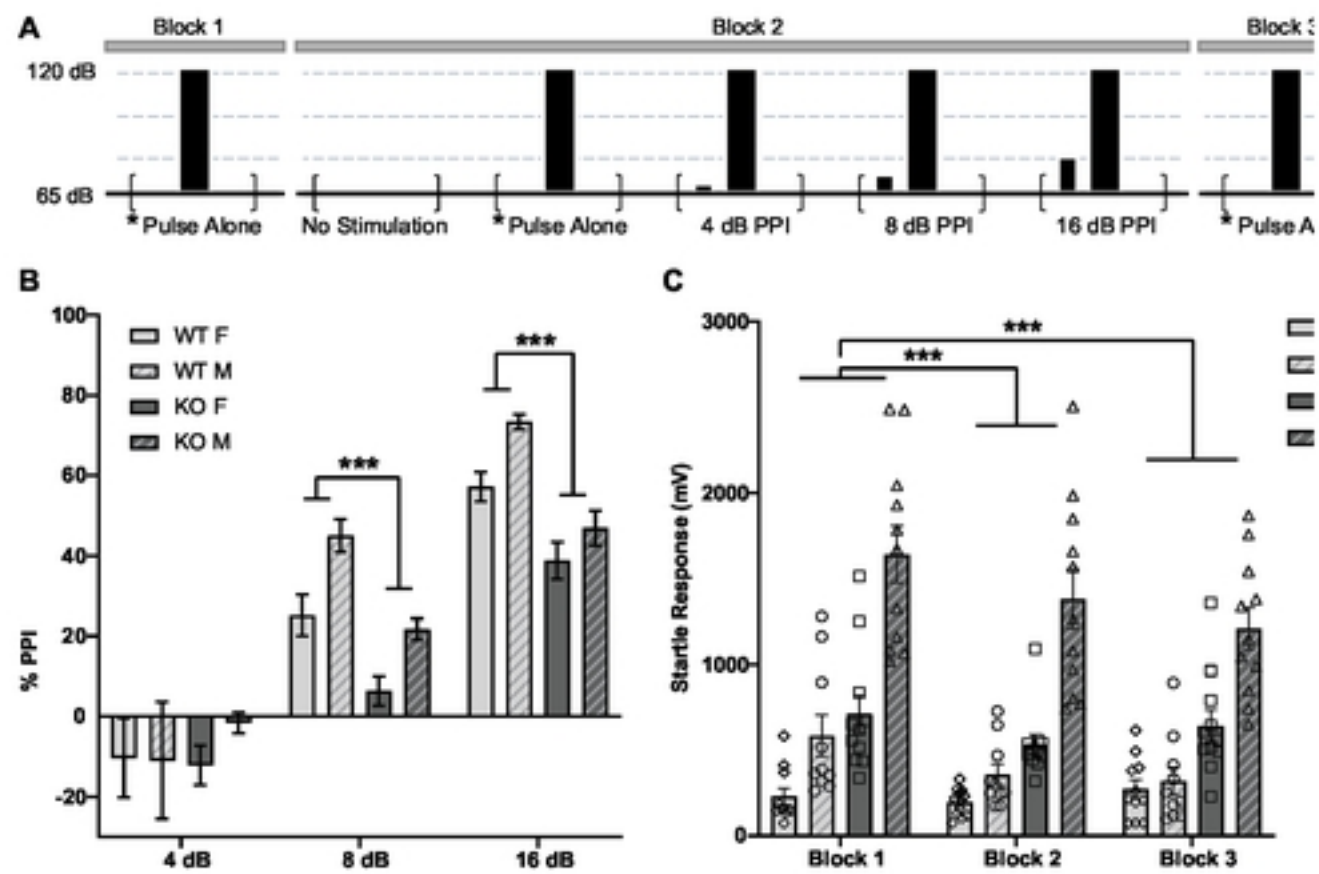 A
Block 1
Block 2
Block 3
120 dB
65 dB
* Pulse Alone
No Stimulation
* Pulse Alone
4 dB PPI
8 dB PPI
16 dB PPI
* Pulse A
B
% PPI
100
80
60
40
20
0
-20
WT F
WT M
KO F
KO M
***
***
4 dB
8 dB
16 dB
C
Startle Response (mV)
3000
2000
1000
0
***
***
Block 1
Block 2
Block 3